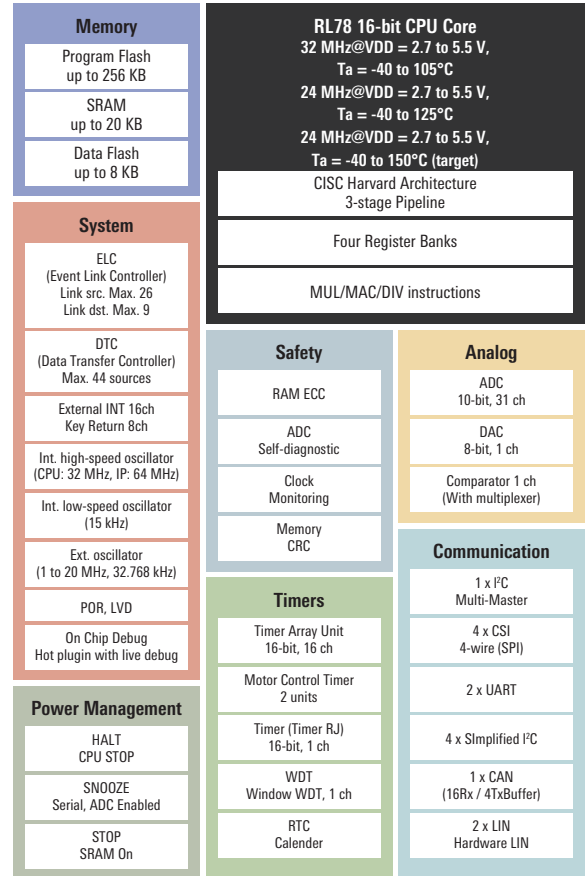 Memory
Program Flash
up to 256 KB
SRAM
up to 20 KB
Data Flash
up to 8 KB
RL78 16-bit CPU Core
32 MHz@VDD = 2.7 to 5.5 V,
Ta = -40 to 105°C
24 MHz@VDD = 2.7 to 5.5 V,
Ta = -40 to 125°C
24 MHz@VDD = 2.7 to 5.5 V,
Ta = -40 to 150°C (target)
CISC Harvard Architecture
3-stage Pipeline
Four Register Banks
MUL/MAC/DIV instructions
System
ELC
(Event Link Controller)
Link src. Max. 26
Link dst. Max. 9
DTC
(Data Transfer Controller)
Max. 44 sources
External INT 16ch
Key Return 8ch
Int. high-speed oscillator
(CPU: 32 MHz, IP: 64 MHz)
Int. low-speed oscillator
(15 kHz)
Ext. oscillator
(1 to 20 MHz, 32.768 kHz)
POR, LVD
On Chip Debug
Hot plugin with live debug
Power Management
HALT
CPU STOP
SNOOZE
Serial, ADC Enabled
STOP
SRAM On
Safety
RAM ECC
ADC
Self-diagnostic
Clock
Monitoring
Memory
CRC
Timers
Timer Array Unit
16-bit, 16 ch
Motor Control Timer
2 units
Timer (Timer RJ)
16-bit, 1 ch
WDT
Window WDT, 1 ch
RTC
Calender
Analog
ADC
10-bit, 31 ch
DAC
8-bit, 1 ch
Comparator 1 ch
(With multiplexer)
Communication
1 x I²C
Multi-Master
4 x CSI
4-wire (SPI)
2 x UART
4 x SImplified I²C
1 x CAN
(16Rx / 4TxBuffer)
2 x LIN
Hardware LIN